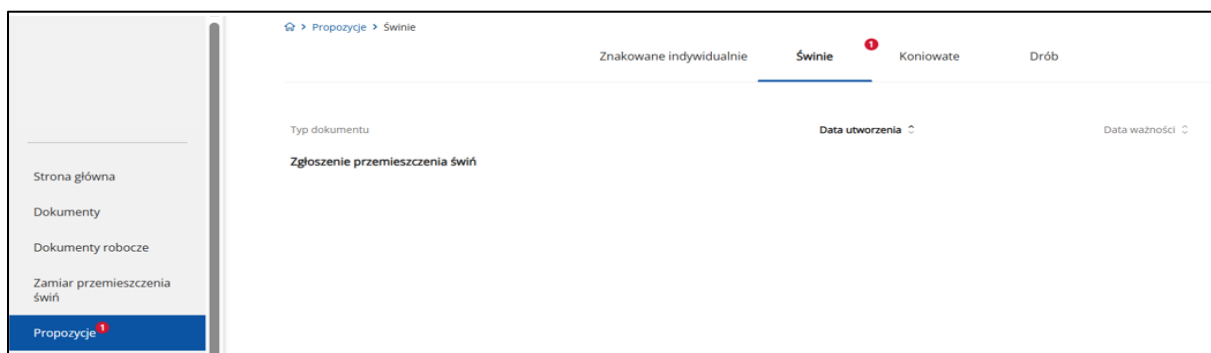 Propozycje > Świnie
Znakowane indywidualnie Świnie 1 Koniowate Drób
Typ dokumentu Data utworzenia Data ważności
Zgłoszenie przemieszczenia świń
Strona główna
Dokumenty
Dokumenty robocze
Zamiar przemieszczenia
świń
Propozycje 1